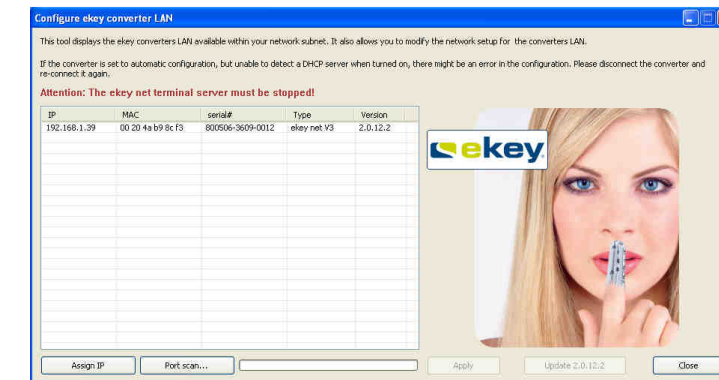 Configure ekey converter LAN
This tool displays the ekey converters LAN available within your network subnet. It also allows you to modify the network setup for the converters LAN.
If the converter is set to automatic configuration, but unable to detect a DHCP server when turned on, there might be an error in the configuration. Please disconnect the converter and
re-connect it again.
Attention: The ekey net terminal server must be stopped!
IP MAC serial# Type Version
192.168.1.39 00 20 4a b9 8c f3 800506-3609-0012 ekey net V3 2.0.12.2
ekey
Assign IP Port scan... Apply Update 2.0.12.2 Close